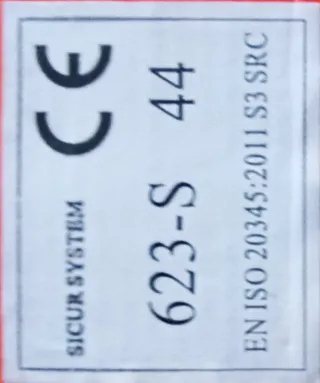 SICUR SYSTEM CE
623-S 44
EN ISO 20345:2011 S3 SRC